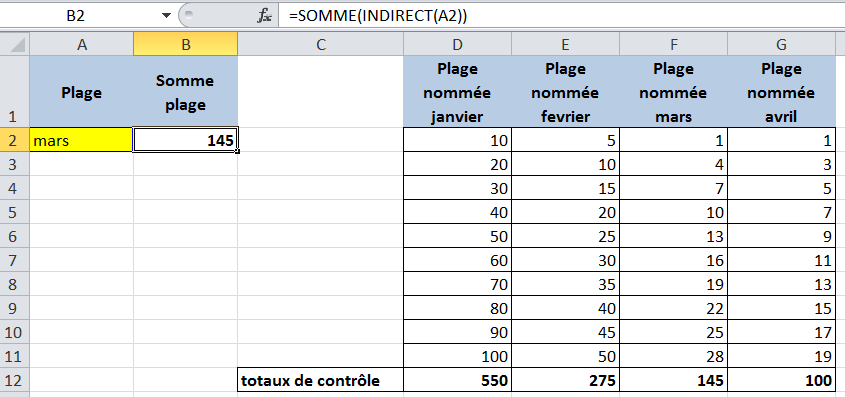 B2 fx =SOMME(INDIRECT(A2))
A B C D E F G
1 Plage Somme plage Plage nommée janvier Plage nommée fevrier Plage nommée mars Plage nommée avril
2 mars 145 10 5 1 1
3 20 10 4 3
4 30 15 7 5
5 40 20 10 7
6 50 25 13 9
7 60 30 16 11
8 70 35 19 13
9 80 40 22 15
10 90 45 25 17
11 100 50 28 19
12 totaux de contrôle 550 275 145 100